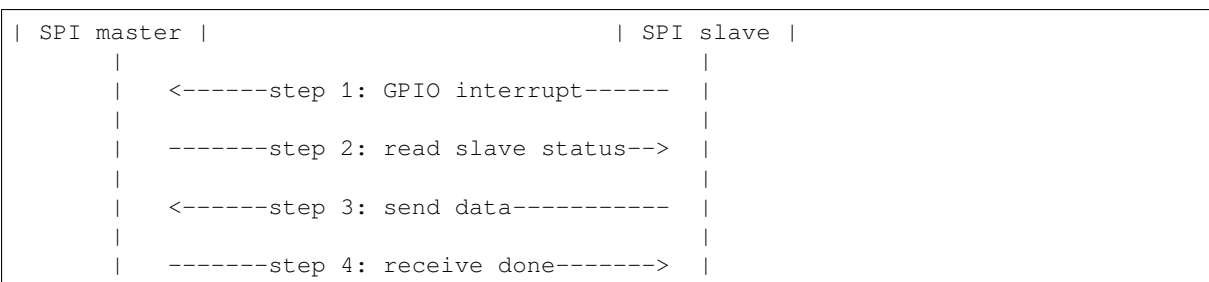 | SPI master |                                | SPI slave |
      |                                              |
      |   <------step 1: GPIO interrupt------  |
      |                                              |
      |   -------step 2: read slave status-->  |
      |                                              |
      |   <------step 3: send data-----------  |
      |                                              |
      |   -------step 4: receive done------->  |